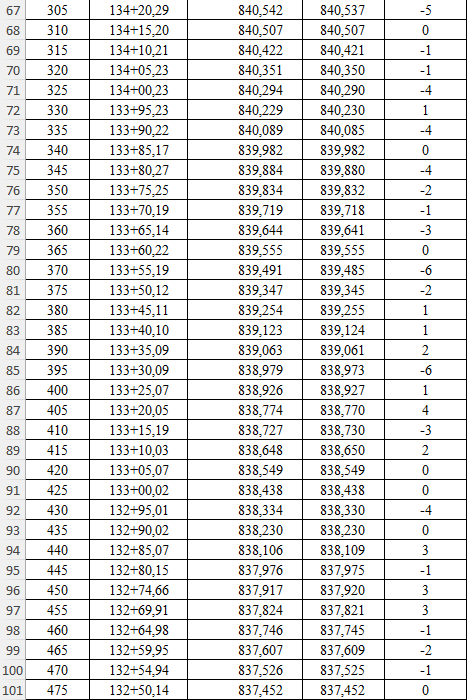 67 305 134+20,29 840,542 840,537 -5
68 310 134+15,20 840,507 840,507 0
69 315 134+10,21 840,422 840,421 -1
70 320 134+05,23 840,351 840,350 -1
71 325 134+00,23 840,294 840,290 -4
72 330 133+95,23 840,229 840,230 1
73 335 133+90,22 840,089 840,085 -4
74 340 133+85,17 839,982 839,982 0
75 345 133+80,27 839,884 839,880 -4
76 350 133+75,25 839,834 839,832 -2
77 355 133+70,19 839,719 839,718 -1
78 360 133+65,14 839,644 839,641 -3
79 365 133+60,22 839,555 839,555 0
80 370 133+55,19 839,491 839,485 -6
81 375 133+50,12 839,347 839,345 -2
82 380 133+45,11 839,254 839,255 1
83 385 133+40,10 839,123 839,124 1
84 390 133+35,09 839,063 839,061 2
85 395 133+30,09 838,979 838,973 -6
86 400 133+25,07 838,926 838,927 1
87 405 133+20,05 838,774 838,770 4
88 410 133+15,19 838,727 838,730 -3
89 415 133+10,03 838,648 838,650 2
90 420 133+05,07 838,549 838,549 0
91 425 133+00,02 838,438 838,438 0
92 430 132+95,01 838,334 838,330 -4
93 435 132+90,02 838,230 838,230 0
94 440 132+85,07 838,106 838,109 3
95 445 132+80,15 837,976 837,975 -1
96 450 132+74,66 837,917 837,920 3
97 455 132+69,91 837,824 837,821 3
98 460 132+64,98 837,746 837,745 -1
99 465 132+59,95 837,607 837,609 -2
100 470 132+54,94 837,526 837,525 -1
101 475 132+50,14 837,452 837,452 0